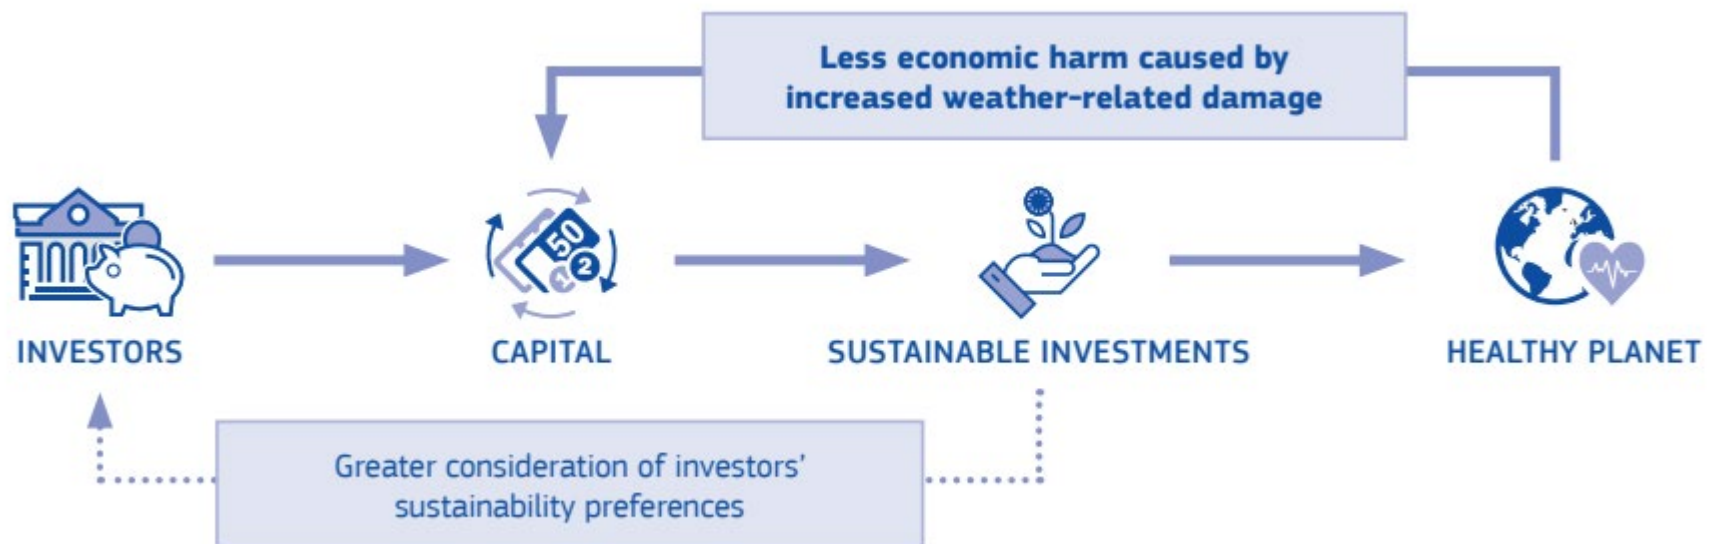 Less economic harm caused by
increased weather-related damage
50
2
INVESTORS
CAPITAL
SUSTAINABLE INVESTMENTS
HEALTHY PLANET
Greater consideration of investors'
sustainability preferences